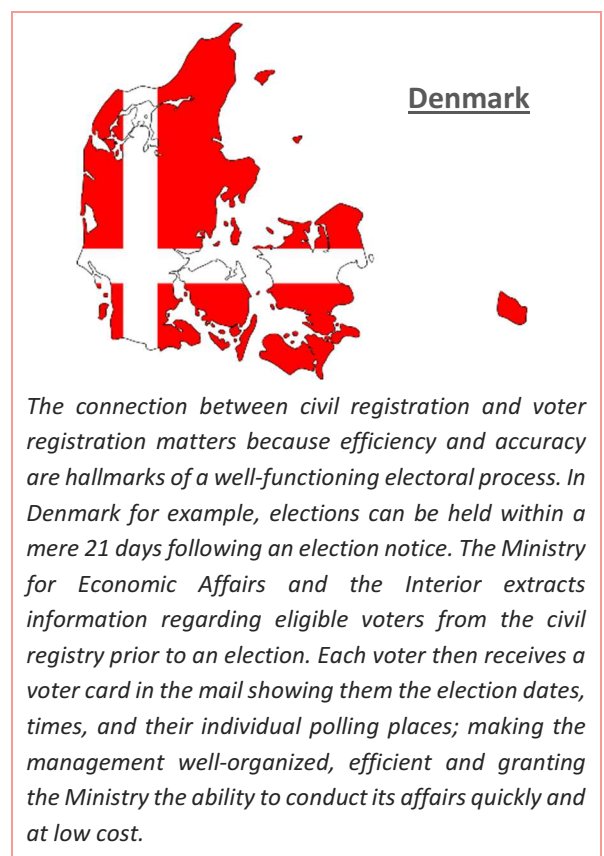 Denmark
The connection between civil registration and voter
registration matters because efficiency and accuracy
are hallmarks of a well-functioning electoral process. In
Denmark for example, elections can be held within a
mere 21 days following an election notice. The Ministry
for Economic Affairs and the Interior extracts
information regarding eligible voters from the civil
registry prior to an election. Each voter then receives a
voter card in the mail showing them the election dates,
times, and their individual polling places; making the
management well-organized, efficient and granting
the Ministry the ability to conduct its affairs quickly and
at low cost.